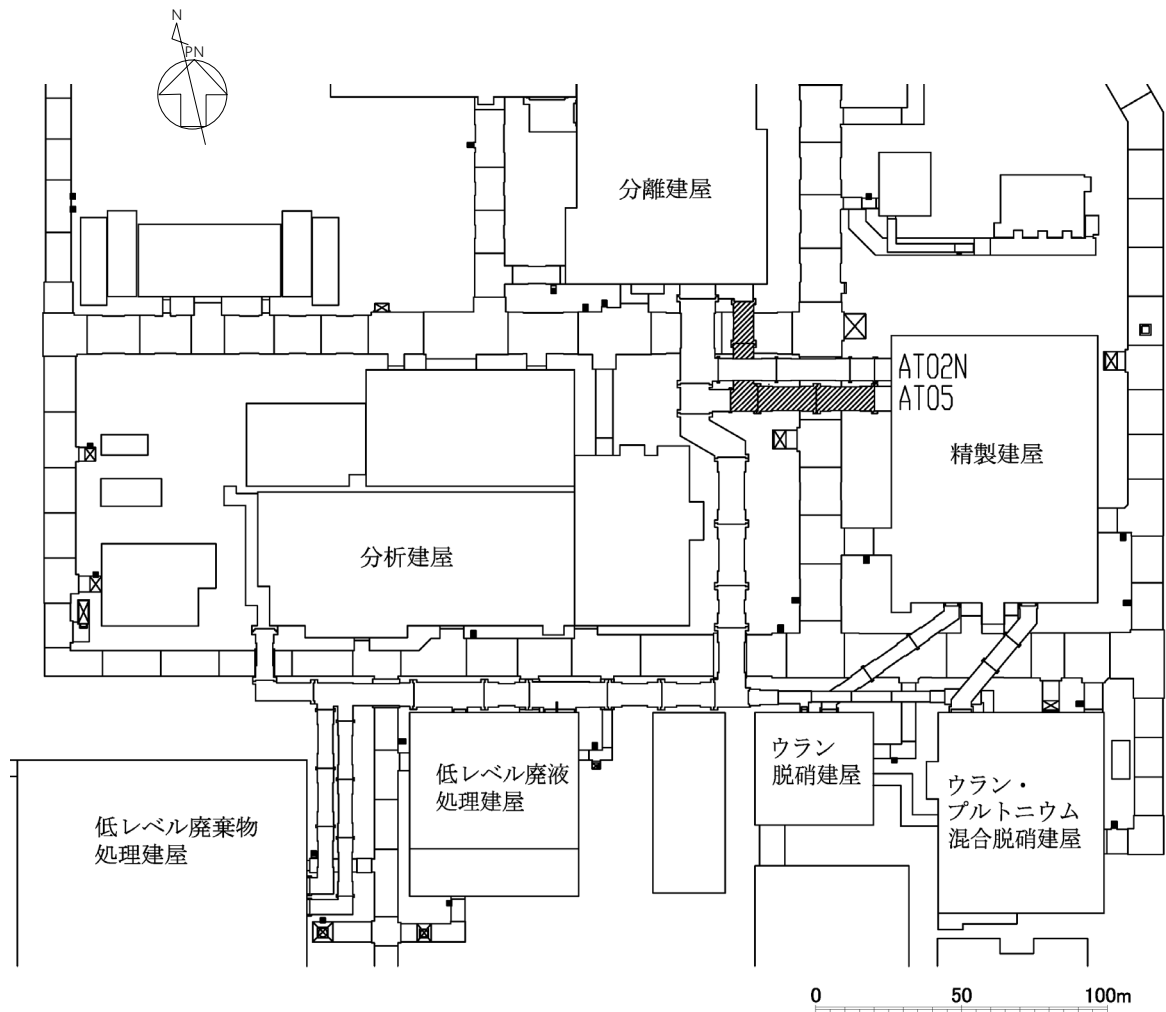 N
PN
分離建屋
AT02N
AT05
精製建屋
分析建屋
ウラン
脱硝建屋
低レベル廃液
処理建屋
ウラン・
プルトニウム
混合脱硝建屋
低レベル廃棄物
処理建屋
0 50 100m